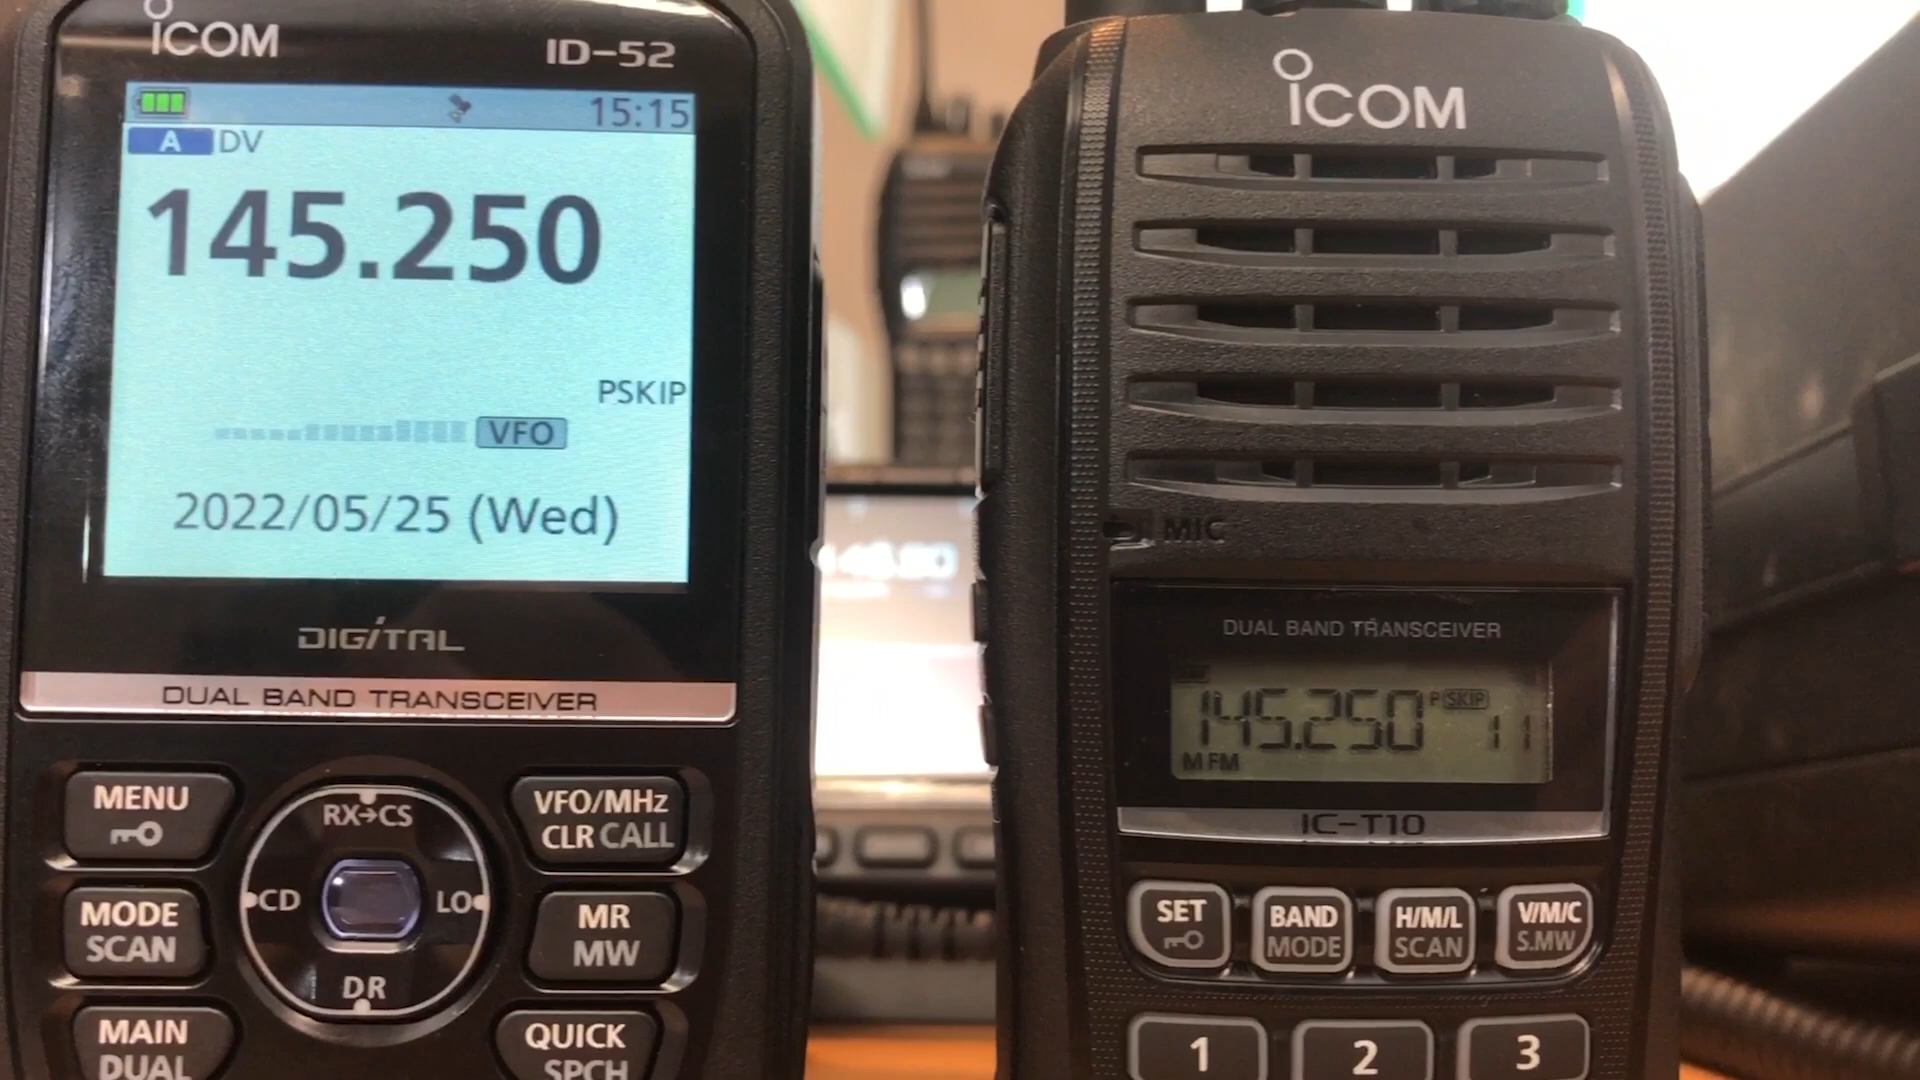 ICOM
ID-52
15:15
A DV
145.250
PSKIP
VFO
2022/05/25 (Wed)
DIGITAL
DUAL BAND TRANSCEIVER
MENU
RX→CS
VFO/MHz
CLR CALL
CD
LO
MODE
SCAN
MR
MW
DR
MAIN
DUAL
QUICK
SPCH
ICOM
MIC
DUAL BAND TRANSCEIVER
145.250 P SKIP 11
M FM
IC-T10
SET
BAND
MODE
H/M/L
SCAN
V/M/C
S.MW
1 2 3